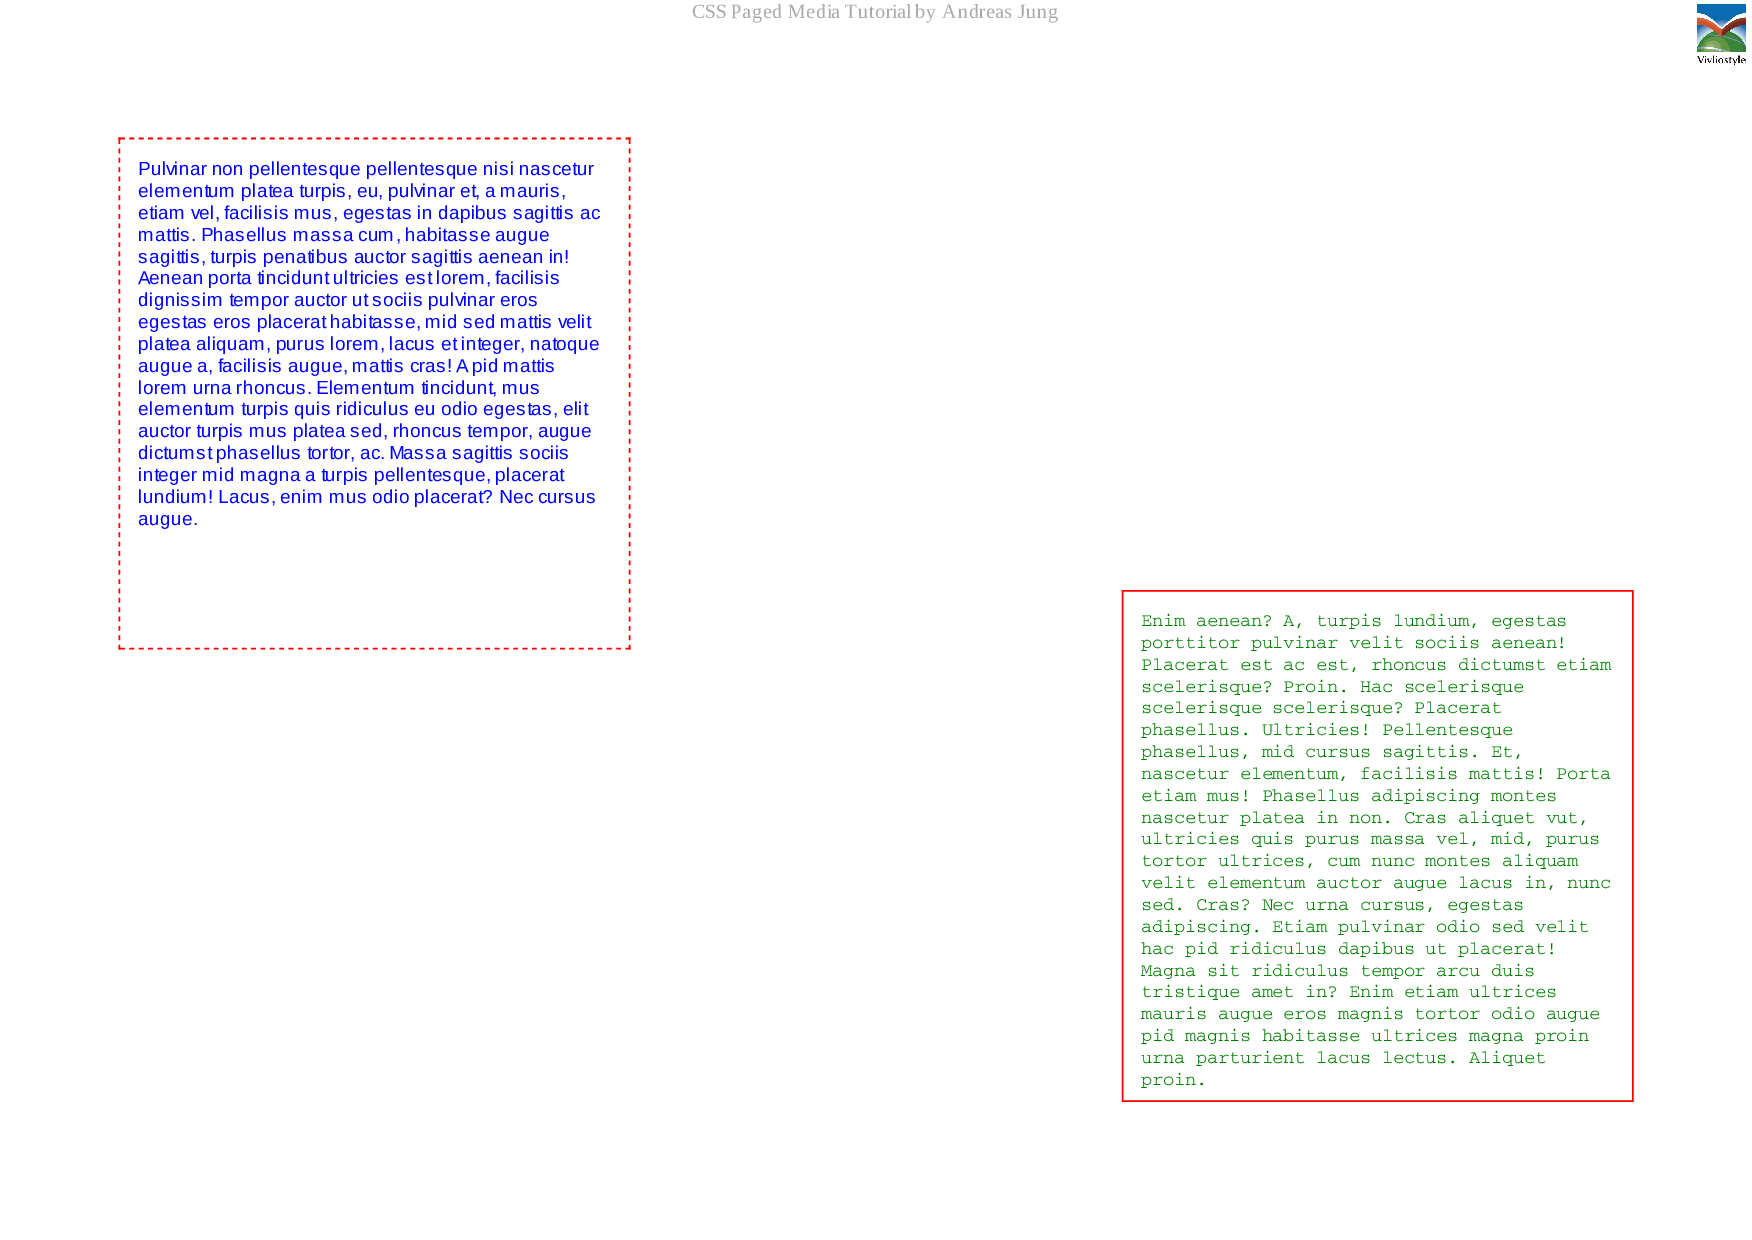 CSS Paged Media Tutorial by Andreas Jung
Vivliostyle
Pulvinar non pellentesque pellentesque nisi nascetur
elementum platea turpis, eu, pulvinar et, a mauris,
etiam vel, facilisis mus, egestas in dapibus sagittis ac
mattis. Phasellus massa cum, habitasse augue
sagittis, turpis penatibus auctor sagittis aenean in!
Aenean porta tincidunt ultricies est lorem, facilisis
dignissim tempor auctor ut sociis pulvinar eros
egestas eros placerat habitasse, mid sed mattis velit
platea aliquam, purus lorem, lacus et integer, natoque
augue a, facilisis augue, mattis cras! A pid mattis
lorem urna rhoncus. Elementum tincidunt, mus
elementum turpis quis ridiculus eu odio egestas, elit
auctor turpis mus platea sed, rhoncus tempor, augue
dictumst phasellus tortor, ac. Massa sagittis sociis
integer mid magna a turpis pellentesque, placerat
lundium! Lacus, enim mus odio placerat? Nec cursus
augue.
Enim aenean? A, turpis lundium, egestas
porttitor pulvinar velit sociis aenean!
Placerat est ac est, rhoncus dictumst etiam
scelerisque? Proin. Hac scelerisque
scelerisque scelerisque? Placerat
phasellus. Ultricies! Pellentesque
phasellus, mid cursus sagittis. Et,
nascetur elementum, facilisis mattis! Porta
etiam mus! Phasellus adipiscing montes
nascetur platea in non. Cras aliquet vut,
ultricies quis purus massa vel, mid, purus
tortor ultrices, cum nunc montes aliquam
velit elementum auctor augue lacus in, nunc
sed. Cras? Nec urna cursus, egestas
adipiscing. Etiam pulvinar odio sed velit
hac pid ridiculus dapibus ut placerat!
Magna sit ridiculus tempor arcu duis
tristique amet in? Enim etiam ultrices
mauris augue eros magnis tortor odio augue
pid magnis habitasse ultrices magna proin
urna parturient lacus lectus. Aliquet
proin.